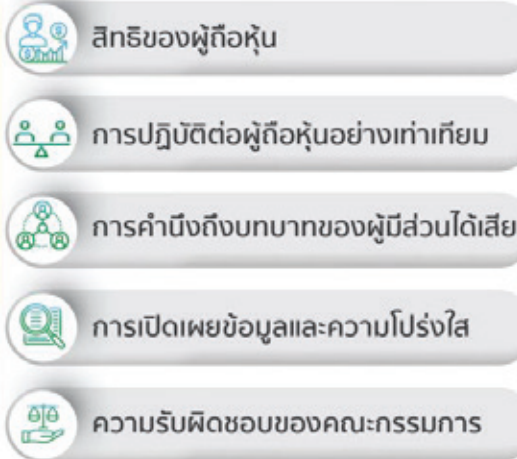 สิทธิของผู้ถือหุ้น
การปฏิบัติต่อผู้ถือหุ้นอย่างเท่าเทียม
การคำนึงถึงบทบาทของผู้มีส่วนได้เสีย
การเปิดเผยข้อมูลและความโปร่งใส
ความรับผิดชอบของคณะกรรมการ